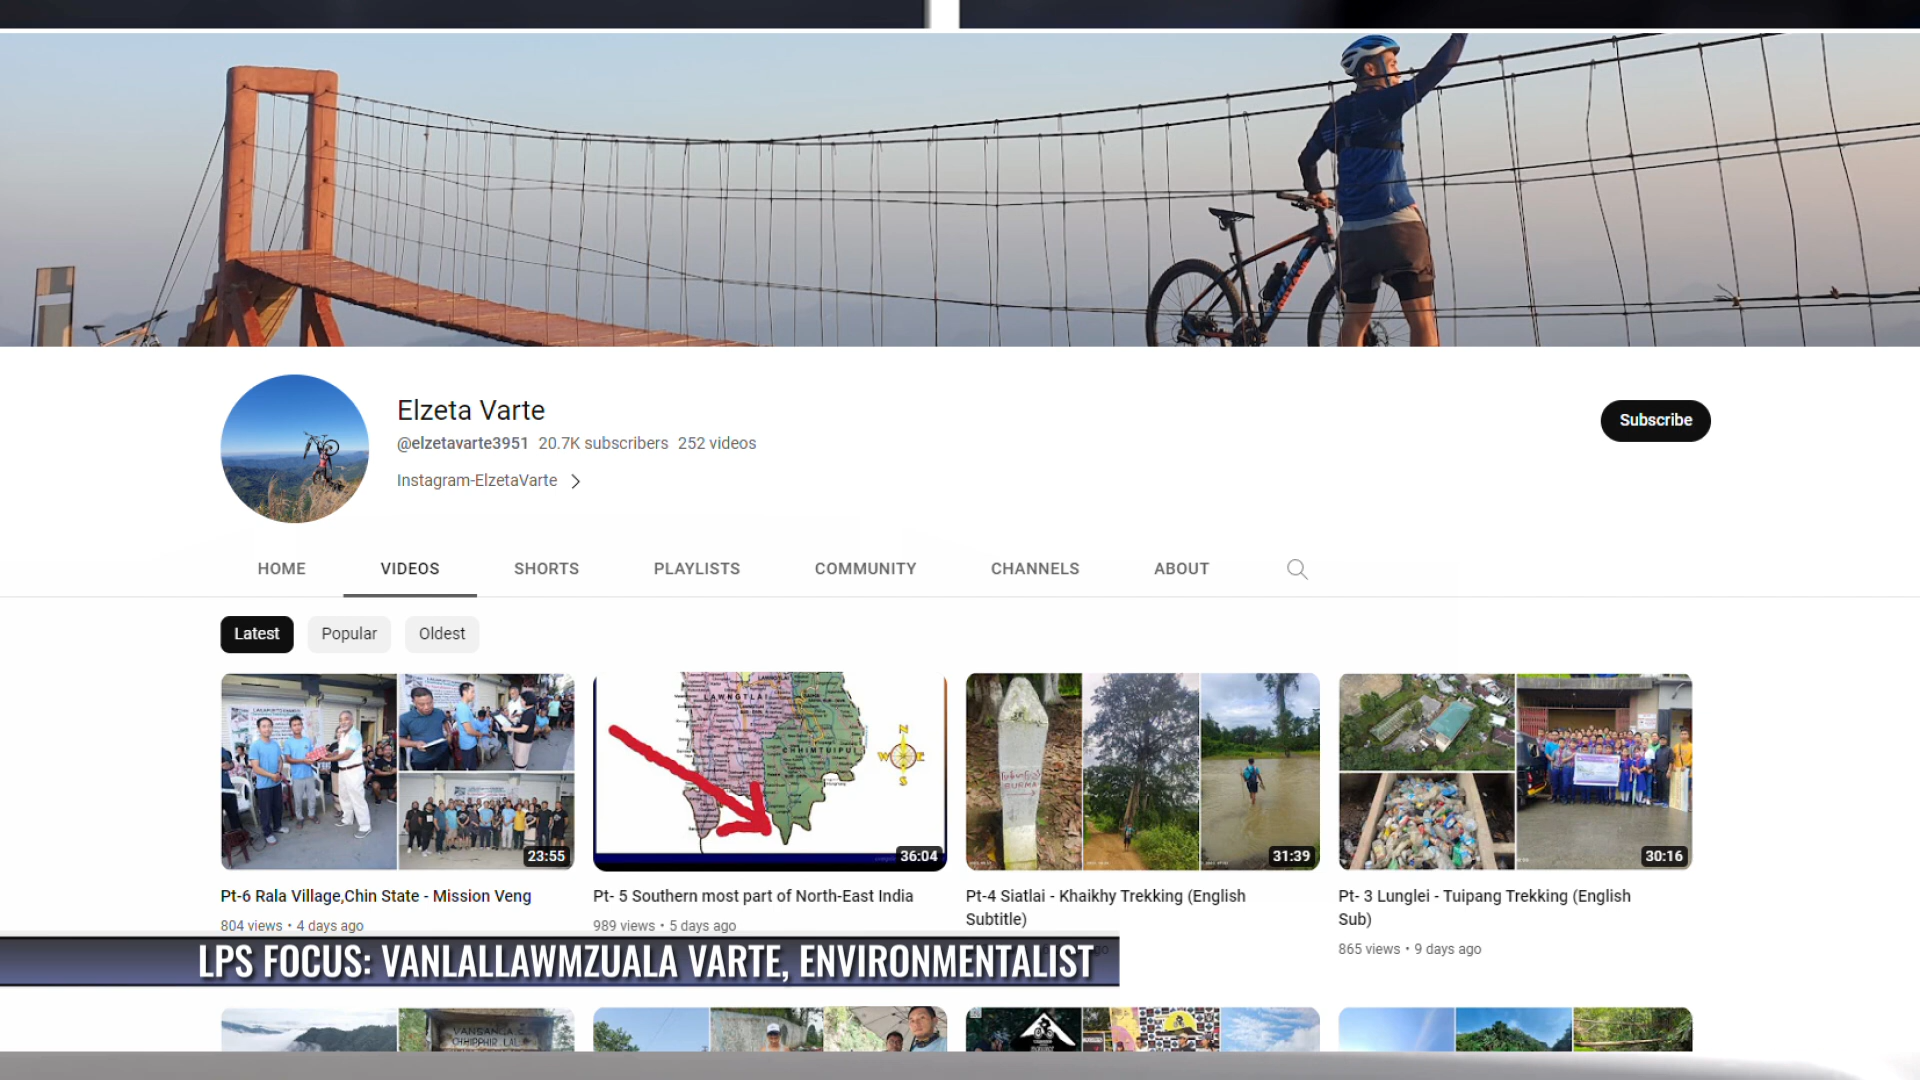 Elzeta Varte
Subscribe
@elzetavarte3951 20.7K subscribers 252 videos
Instagram-ElzetaVarte
HOME VIDEOS SHORTS PLAYLISTS COMMUNITY CHANNELS ABOUT
Latest Popular Oldest
LAWNGTLAI
CHHIMTUIPUI
N
W E
S
BURMA
23:55
36:04
31:39
30:16
Pt-6 Rala Village,Chin State - Mission Veng
804 views • 4 days ago
Pt- 5 Southern most part of North-East India
989 views • 5 days ago
Pt-4 Siatlai - Khaikhy Trekking (English
Subtitle)
Pt- 3 Lunglei - Tuipang Trekking (English
Sub)
865 views • 9 days ago
LPS FOCUS: VANLALLAWMZUALA VARTE, ENVIRONMENTALIST